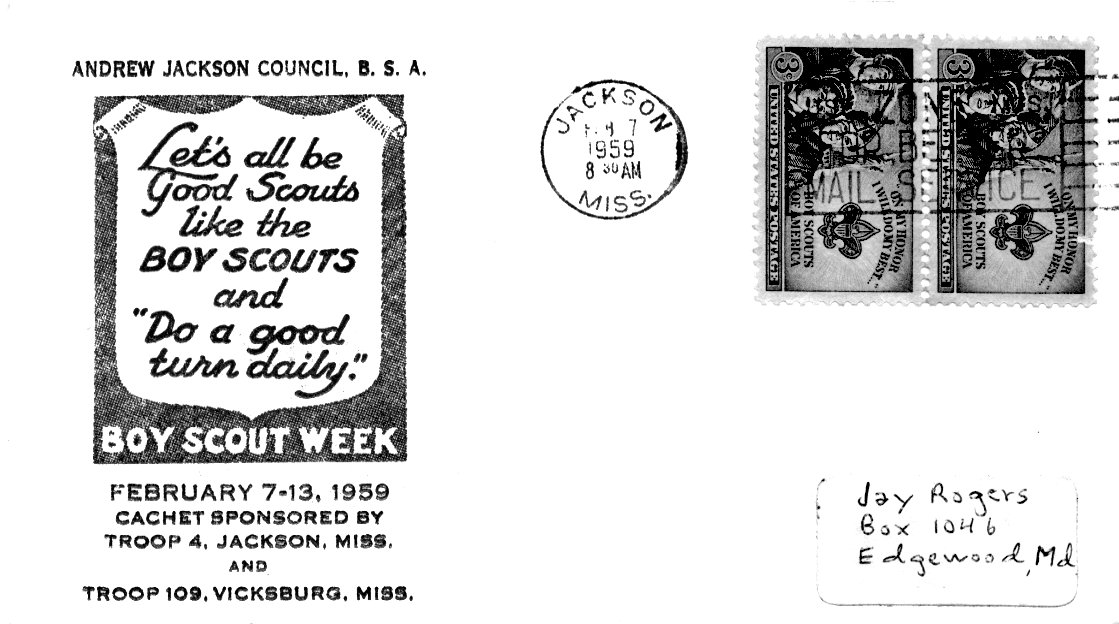 ANDREW JACKSON COUNCIL, B. S. A.
Let's all be
Good Scouts
like the
BOY SCOUTS
and
"Do a good
turn daily."
BOY SCOUT WEEK
FEBRUARY 7-13, 1959
CACHET SPONSORED BY
TROOP 4, JACKSON, MISS.
AND
TROOP 109, VICKSBURG, MISS.
JACKSON
7
1959
8 30 AM
MISS.
3c
UNITED STATES POSTAGE
ON MY HONOR
I WILL DO MY BEST...
BOY SCOUTS
OF AMERICA
3c
UNITED STATES POSTAGE
ON MY HONOR
I WILL DO MY BEST...
BOY SCOUTS
OF AMERICA
MAIL
Jay Rogers
Box 1046
Edgewood, Md